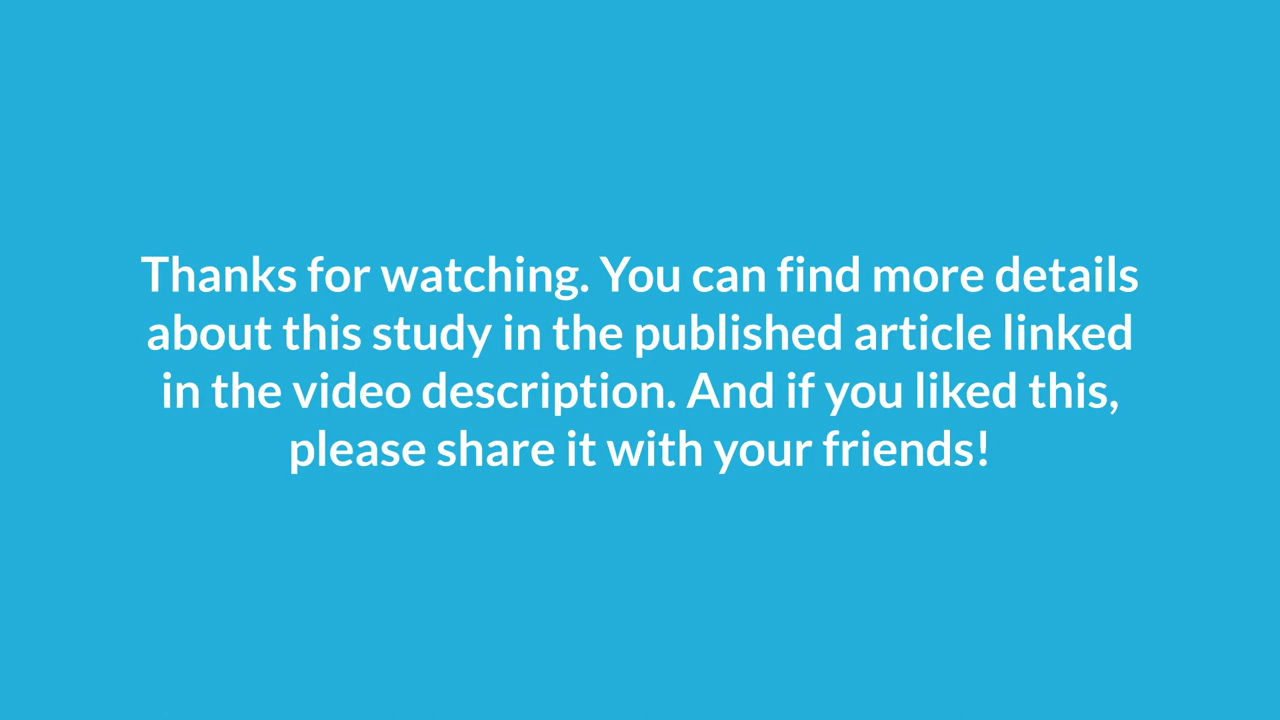 Thanks for watching. You can find more details
about this study in the published article linked
in the video description. And if you liked this,
please share it with your friends!